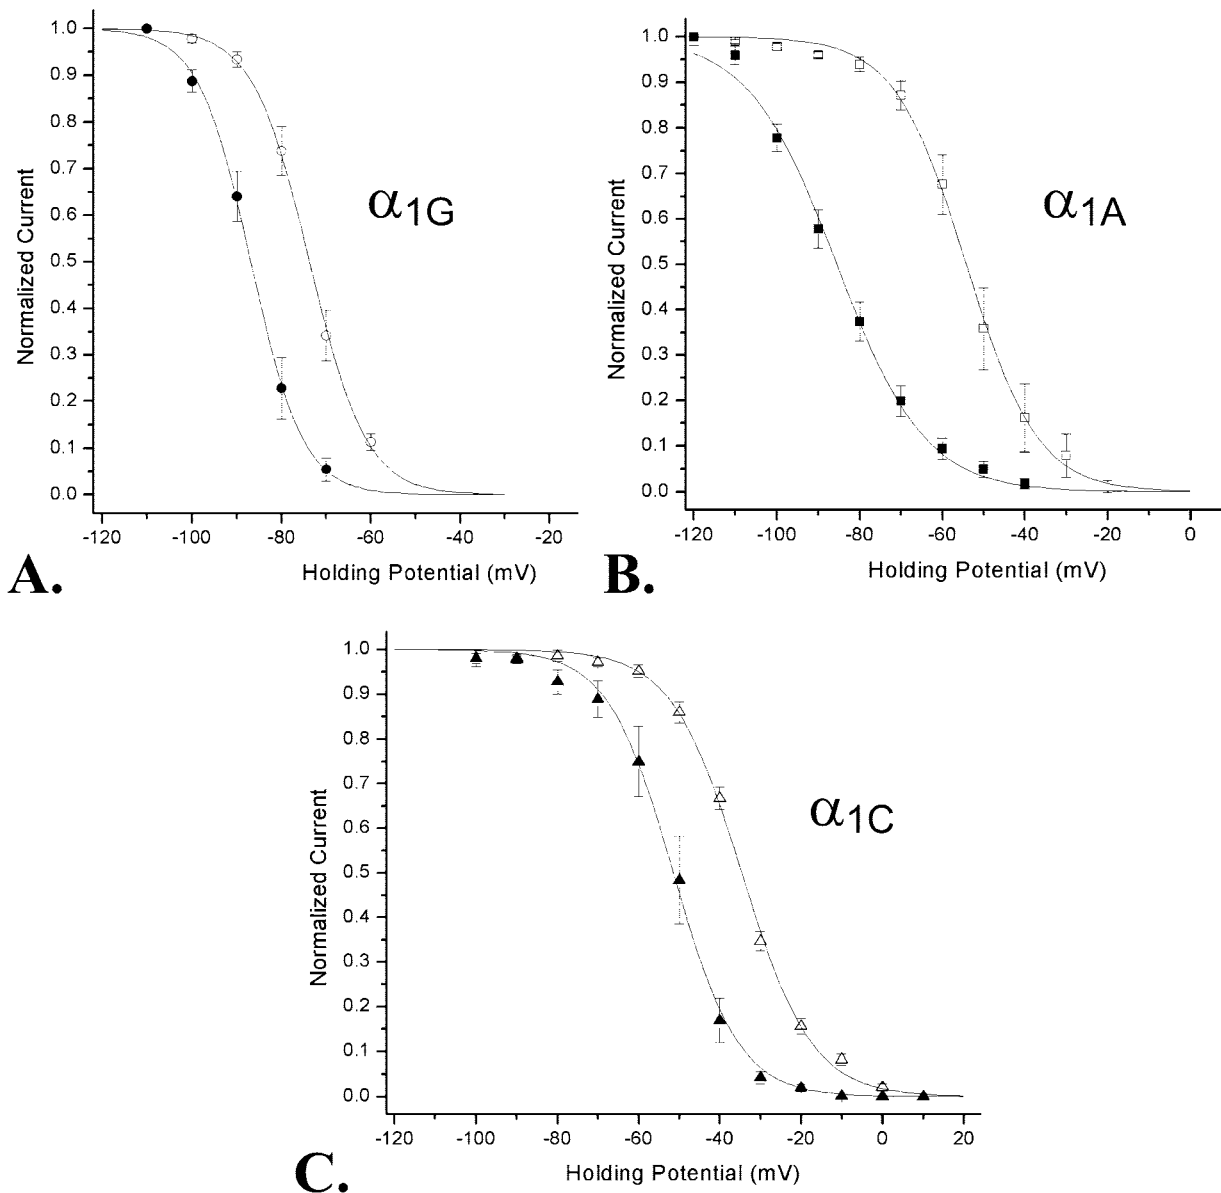 1.0
0.9
0.8
0.7
0.6
0.5
0.4
0.3
0.2
0.1
0.0
Normalized Current
α1G
-120 -100 -80 -60 -40 -20
Holding Potential (mV)
A.
1.0
0.9
0.8
0.7
0.6
0.5
0.4
0.3
0.2
0.1
0.0
Normalized Current
α1A
-120 -100 -80 -60 -40 -20 0
Holding Potential (mV)
B.
1.0
0.9
0.8
0.7
0.6
0.5
0.4
0.3
0.2
0.1
0.0
Normalized Current
α1C
-120 -100 -80 -60 -40 -20 0 20
Holding Potential (mV)
C.